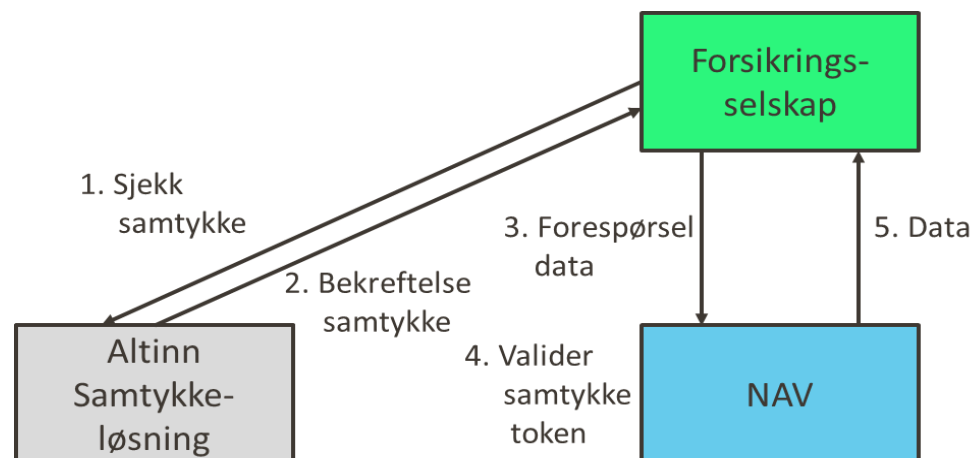 Forsikrings-
selskap
1. Sjekk
samtykke
2. Bekreftelse
samtykke
3. Forespørsel
data
5. Data
4. Valider
samtykke
token
Altinn
Samtykke-
løsning
NAV